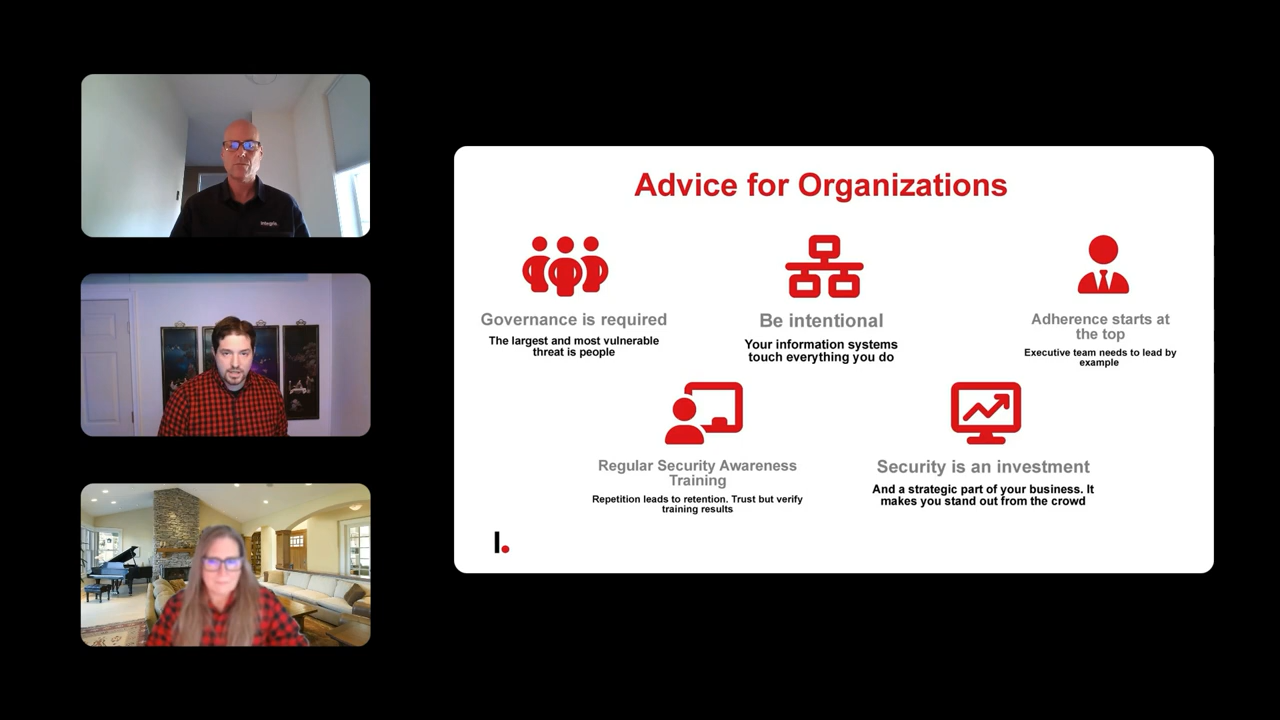 Advice for Organizations
Governance is required
The largest and most vulnerable
threat is people
Be intentional
Your information systems
touch everything you do
Adherence starts at
the top
Executive team needs to lead by
example
Regular Security Awareness
Training
Repetition leads to retention. Trust but verify
training results
Security is an investment
And a strategic part of your business. It
makes you stand out from the crowd
I.
Integris.